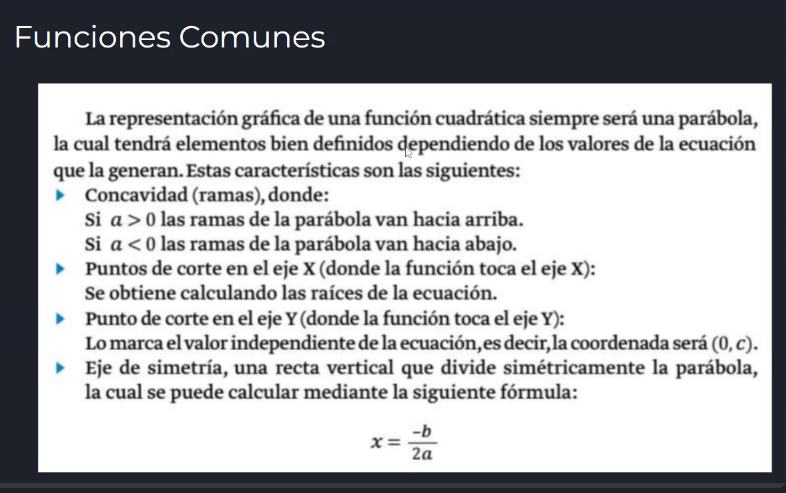 Funciones Comunes
La representación gráfica de una función cuadrática siempre será una parábola,
la cual tendrá elementos bien definidos dependiendo de los valores de la ecuación
que la generan. Estas características son las siguientes:
Concavidad (ramas), donde:
Si a > 0 las ramas de la parábola van hacia arriba.
Si a < 0 las ramas de la parábola van hacia abajo.
Puntos de corte en el eje X (donde la función toca el eje X):
Se obtiene calculando las raíces de la ecuación.
Punto de corte en el eje Y (donde la función toca el eje Y):
Lo marca el valor independiente de la ecuación, es decir, la coordenada será (0, c).
Eje de simetría, una recta vertical que divide simétricamente la parábola,
la cual se puede calcular mediante la siguiente fórmula:
x = -b / 2a